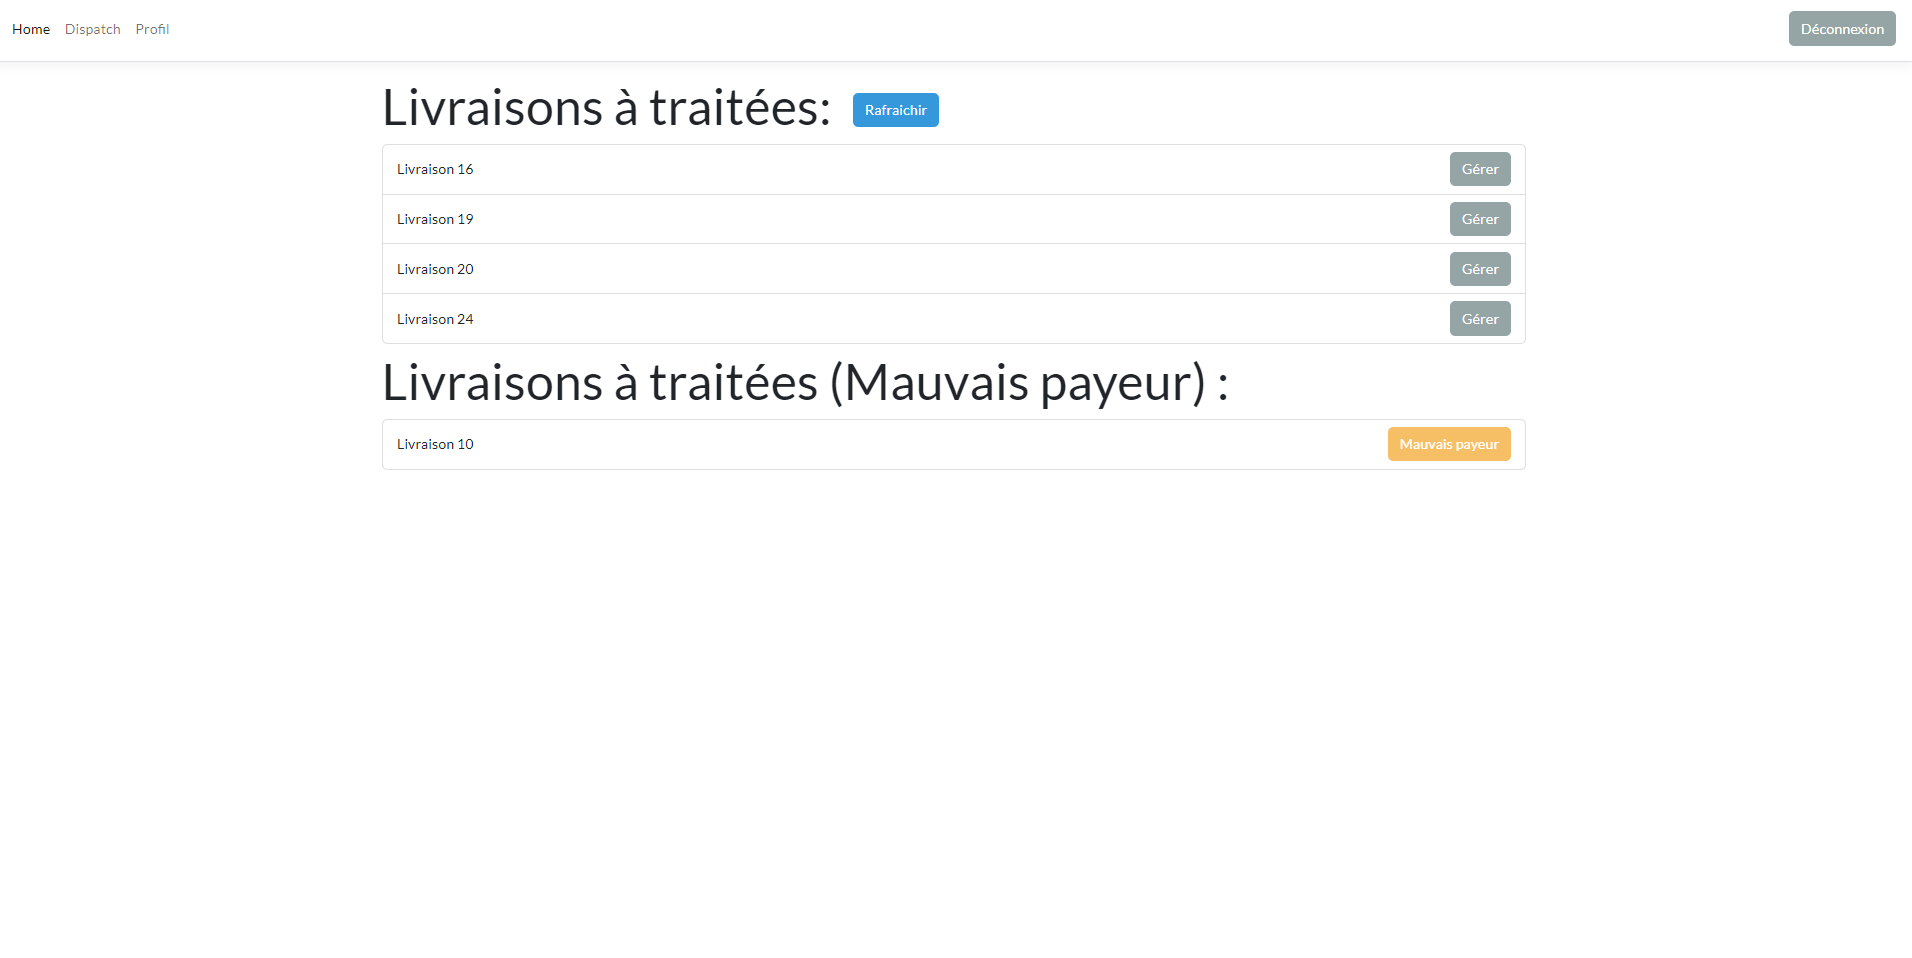 Home Dispatch Profil Déconnexion
Livraisons à traitées: Rafraichir
Livraison 16 Gérer
Livraison 19 Gérer
Livraison 20 Gérer
Livraison 24 Gérer
Livraisons à traitées (Mauvais payeur) :
Livraison 10 Mauvais payeur